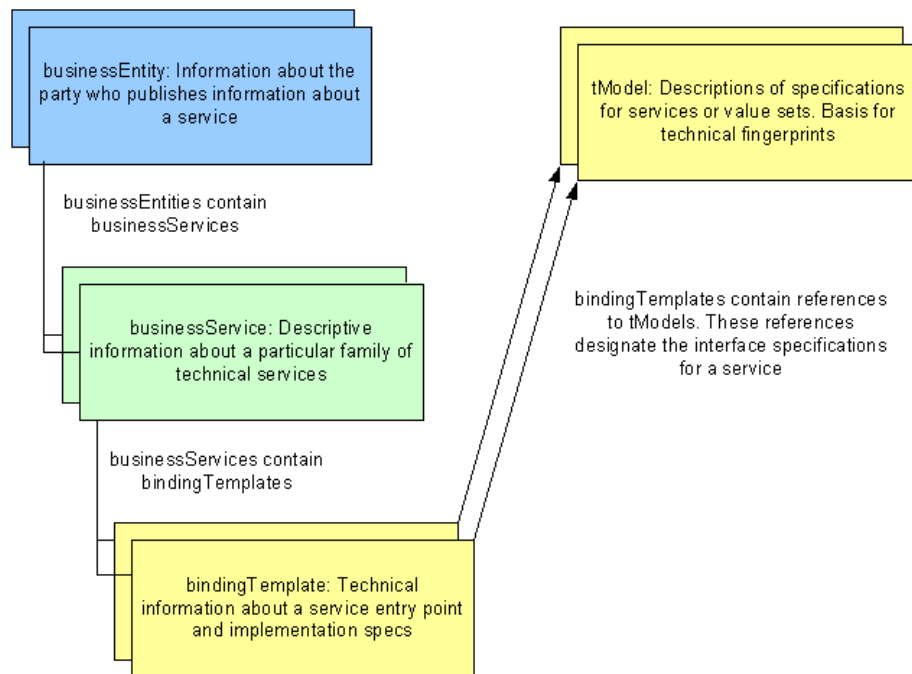 businessEntity: Information about the
party who publishes information about
a service
tModel: Descriptions of specifications
for services or value sets. Basis for
technical fingerprints
businessEntities contain
businessServices
businessService: Descriptive
information about a particular family of
technical services
bindingTemplates contain references
to tModels. These references
designate the interface specifications
for a service
businessServices contain
bindingTemplates
bindingTemplate: Technical
information about a service entry point
and implementation specs